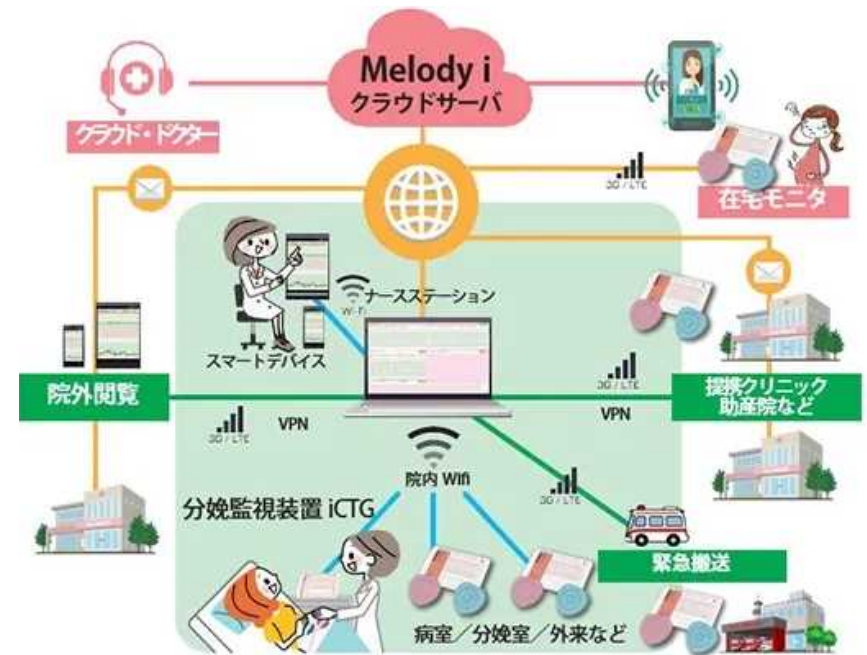 Melody i
クラウドサーバ
クラウド・ドクター
3G / LTE
在宅モニタ
ナースステーション
Wi-Fi
スマートデバイス
院外閲覧
3G / LTE
VPN
3G / LTE
VPN
提携クリニック
助産院など
院内 Wifi
3G / LTE
分娩監視装置 iCTG
緊急搬送
病室／分娩室／外来など